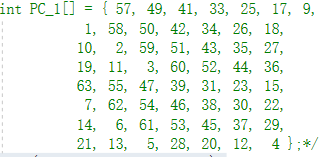 int PC_1[] = { 57, 49, 41, 33, 25, 17, 9,
1, 58, 50, 42, 34, 26, 18,
10, 2, 59, 51, 43, 35, 27,
19, 11, 3, 60, 52, 44, 36,
63, 55, 47, 39, 31, 23, 15,
7, 62, 54, 46, 38, 30, 22,
14, 6, 61, 53, 45, 37, 29,
21, 13, 5, 28, 20, 12, 4 };*/